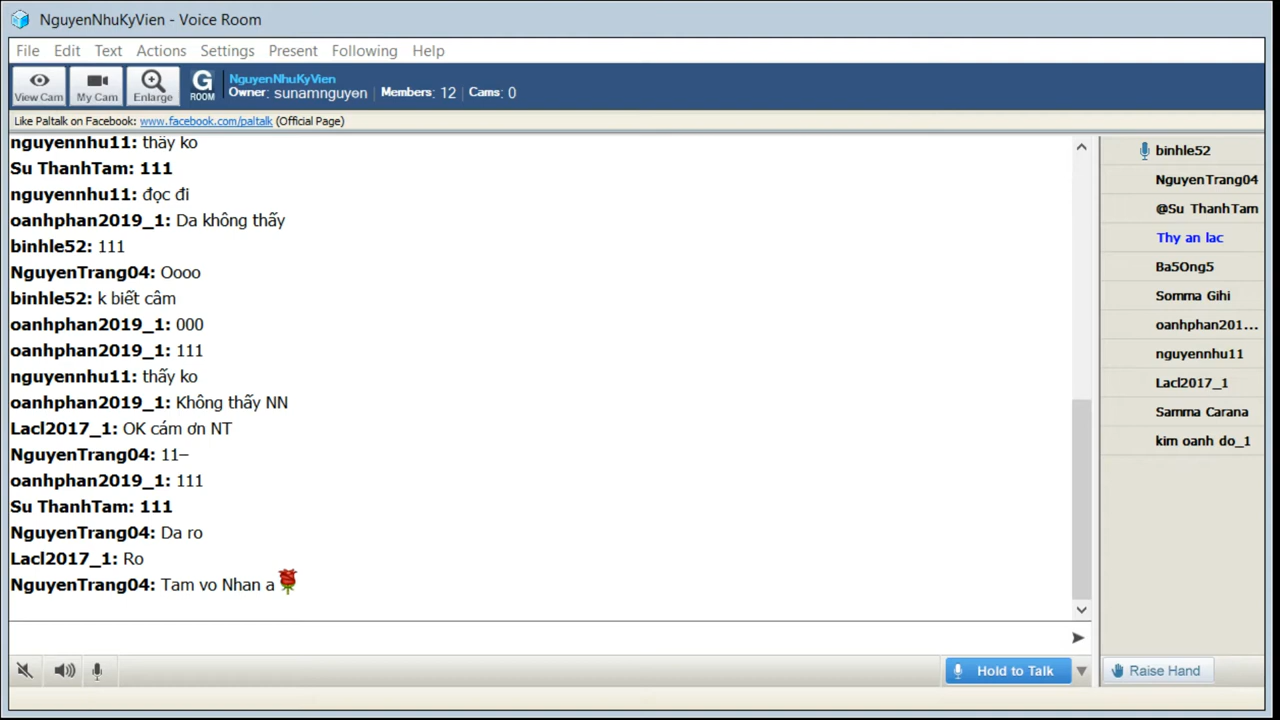 NguyenNhuKyVien - Voice Room
File Edit Text Actions Settings Present Following Help
View Cam My Cam Enlarge G ROOM
NguyenNhuKyVien
Owner: sunamnguyen Members: 12 Cams: 0
Like Paltalk on Facebook: www.facebook.com/paltalk (Official Page)
nguyennhu11: thấy ko
Su ThanhTam: 111
nguyennhu11: đọc đi
oanhphan2019_1: Da không thấy
binhle52: 111
NguyenTrang04: Oooo
binhle52: k biết câm
oanhphan2019_1: 000
oanhphan2019_1: 111
nguyennhu11: thấy ko
oanhphan2019_1: Không thấy NN
Lacl2017_1: OK cám ơn NT
NguyenTrang04: 11–
oanhphan2019_1: 111
Su ThanhTam: 111
NguyenTrang04: Da ro
Lacl2017_1: Ro
NguyenTrang04: Tam vo Nhan a
binhle52
NguyenTrang04
@Su ThanhTam
Thy an lac
Ba5Ong5
Somma Gihi
oanhphan201...
nguyennhu11
Lacl2017_1
Samma Carana
kim oanh do_1
Hold to Talk
Raise Hand